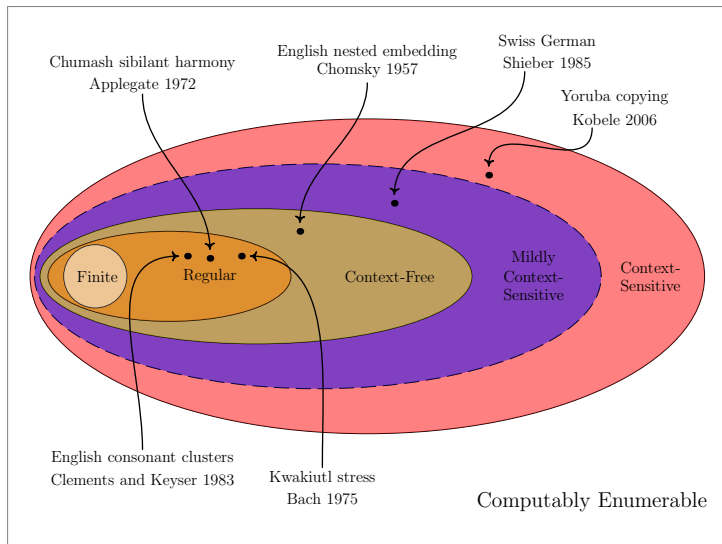 Chumash sibilant harmony
Applegate 1972
English nested embedding
Chomsky 1957
Swiss German
Shieber 1985
Yoruba copying
Kobele 2006
Finite
Regular
Context-Free
Mildly
Context-
Sensitive
Context-
Sensitive
English consonant clusters
Clements and Keyser 1983
Kwakiutl stress
Bach 1975
Computably Enumerable